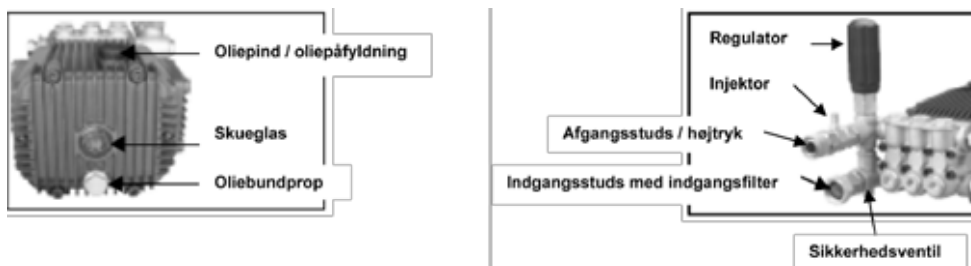 Oliepind / oliepåfyldning
Skueglas
Oliebundprop
Regulator
Injektor
Afgangsstuds / højtryk
Indgangsstuds med indgangsfilter
Sikkerhedsventil